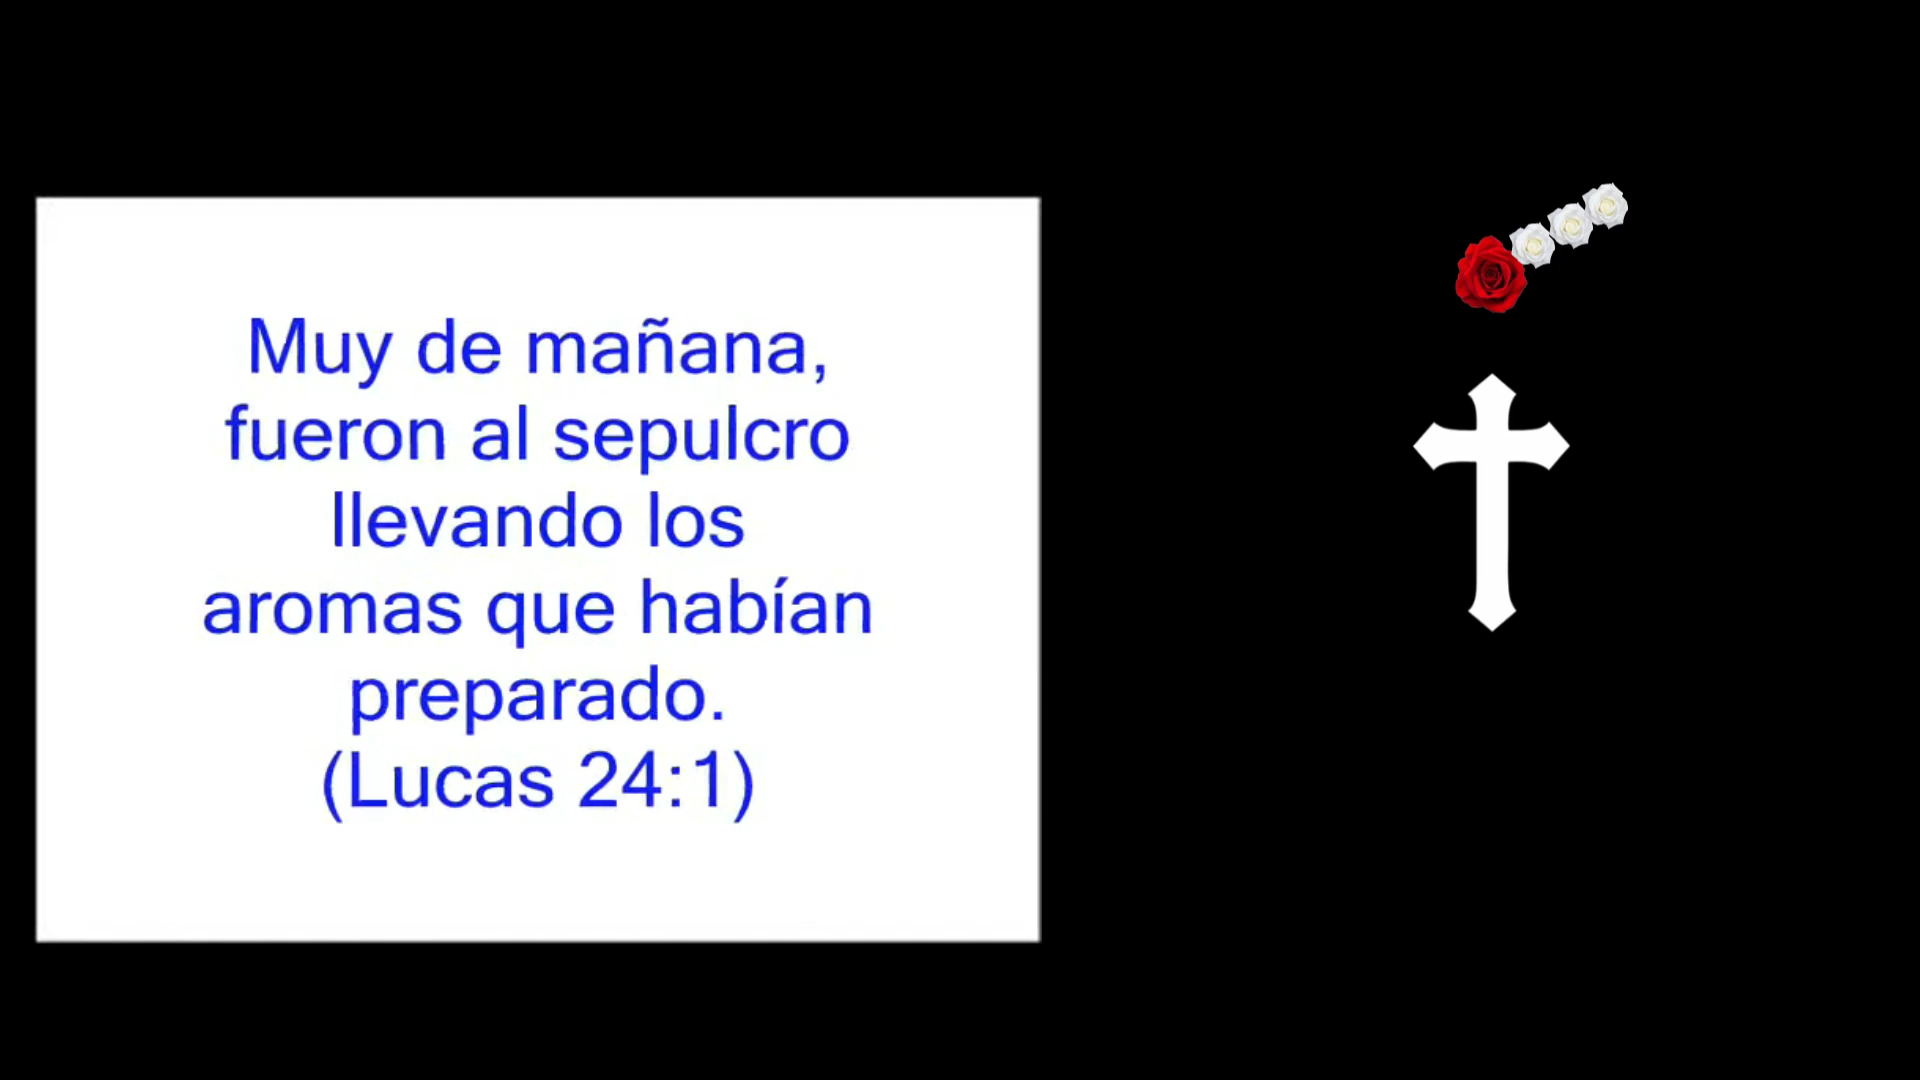 Muy de mañana,
fueron al sepulcro
llevando los
aromas que habían
preparado.
(Lucas 24:1)